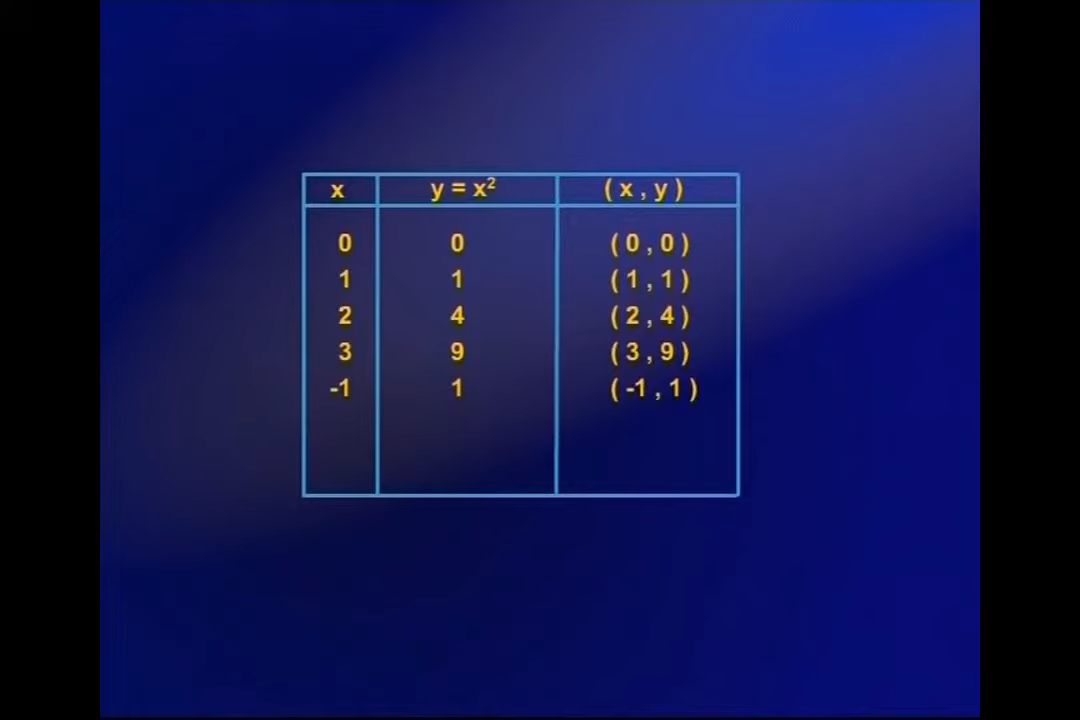 x y = x² ( x , y )
0 0 ( 0 , 0 )
1 1 ( 1 , 1 )
2 4 ( 2 , 4 )
3 9 ( 3 , 9 )
-1 1 ( -1 , 1 )